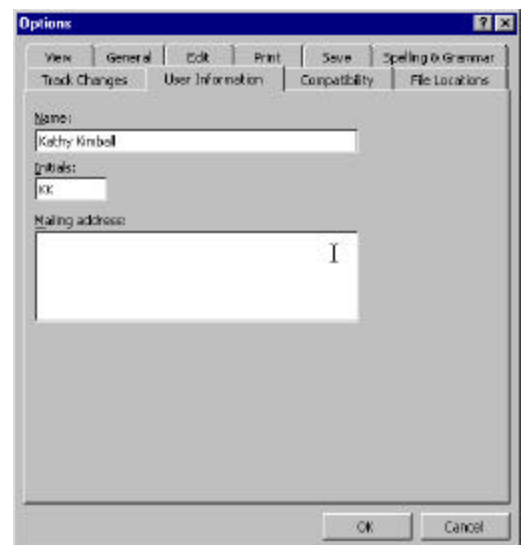 Options
View General Edit Print Save Spelling & Grammar
Track Changes User Information Compatibility File Locations
Name:
Kathy Kimball
Initials:
KK
Mailing address:
OK Cancel